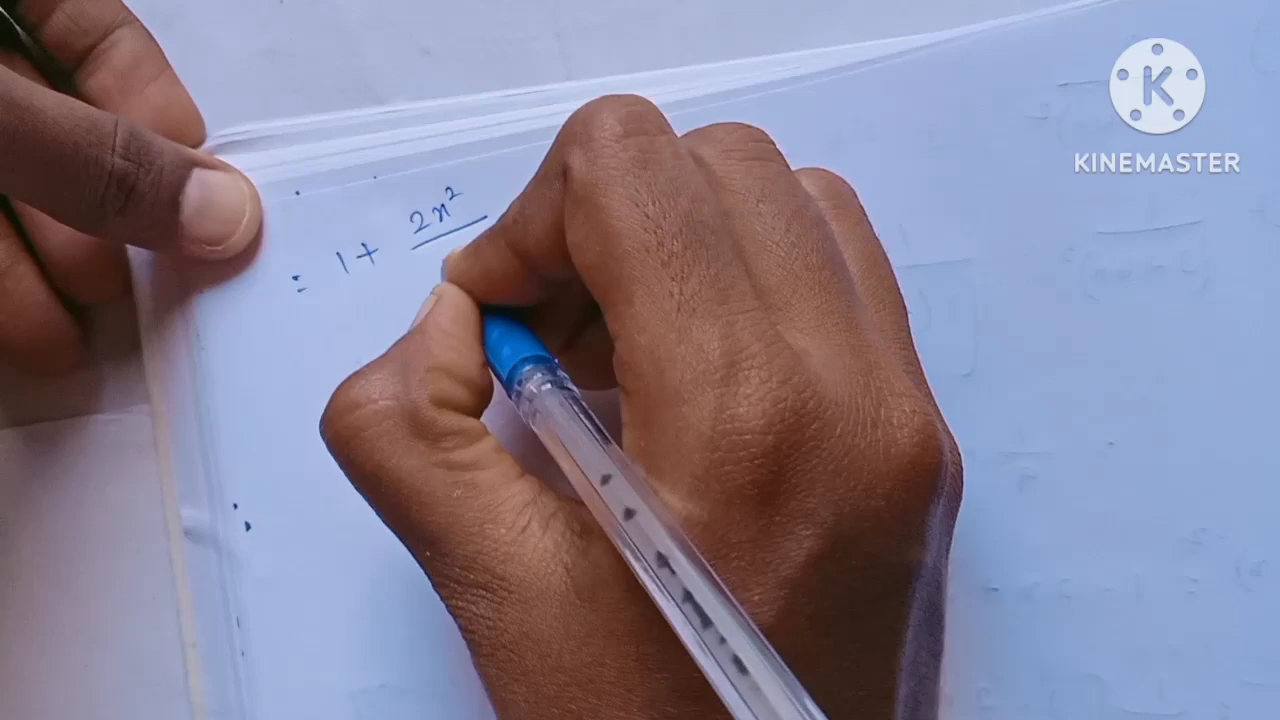 KINEMASTER
= 1 + 2x²